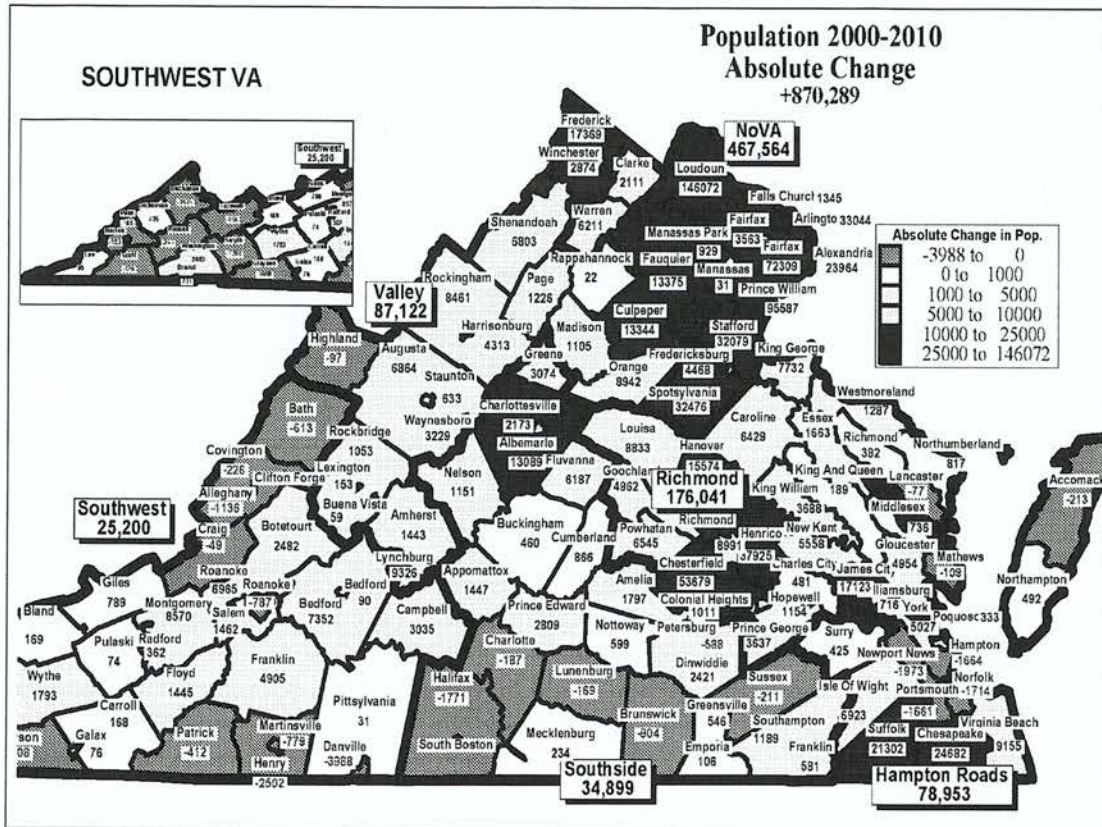 Population 2000-2010
Absolute Change
+870,289
SOUTHWEST VA
Southwest
25,200
NoVA
467,564
Absolute Change in Pop.
-3988 to 0
0 to 1000
1000 to 5000
5000 to 10000
10000 to 25000
25000 to 146072
Frederick
17369
Winchester
2874
Clarke
2111
Loudoun
146072
Falls Churcl 1345
Arlingto 33044
Fairfax
3563
Fairfax
72309
Alexandria
23964
Manassas Park
929
Manassas
31
Prince William
95587
Fauquier
13375
Warren
6211
Shenandoah
6803
Rappahannock
22
Page
1226
Rockingham
8461
Valley
87,122
Harrisonburg
4313
Culpeper
13344
Madison
1105
Greene
3074
Orange
8942
Stafford
32079
Fredericksburg
4468
Spotsylvania
32476
King George
7732
Westmoreland
1287
Highland
-97
Augusta
6864
Staunton
633
Waynesboro
3229
Charlottesville
2173
Albemarle
13089
Louisa
8833
Caroline
6429
Essex
1663
Richmond
382
Northumberland
817
Bath
-613
Rockbridge
1053
Covington
-226
Clifton Forge
Lexington
153
Alleghany
-1136
Buena Vista
59
Nelson
1151
Fluvanna
6187
Goochlan
4862
Hanover
15574
Richmond
176,041
King And Queen
189
King William
3688
Lancaster
-77
Middlesex
736
Accomack
-213
Southwest
25,200
Craig
-49
Botetourt
2482
Amherst
1443
Buckingham
460
Cumberland
866
Powhatan
6545
Richmond
8991
Henrico
New Kent
5558
Gloucester
4954
Mathews
-109
Northampton
492
Roanoke
6965
Roanoke
-787
Salem
1462
Bedford
90
Bedford
7352
Lynchburg
9326
Appomattox
1447
Campbell
3035
Chesterfield
53679
Amelia
1797
Colonial Heights
1011
Charles City
481
Hopewell
1154
James Cit
17123
lliamsburg
716
York
5027
Poquosc 333
Giles
789
Bland
169
Montgomery
8570
Pulaski
74
Radford
362
Floyd
1445
Franklin
4905
Pittsylvania
31
Prince Edward
2809
Nottoway
599
Petersburg
-588
Prince George
3637
Dinwiddie
2421
Surry
425
Newport News
-1973
Hampton
-1664
Norfolk
-1714
Wythe
1793
Carroll
168
Galax
76
Patrick
-412
Martinsville
-779
Henry
-2502
Danville
-3988
Halifax
-1771
South Boston
Charlotte
-187
Lunenburg
-169
Mecklenburg
234
Brunswick
-904
Greensville
546
Emporia
106
Sussex
-211
Southampton
1189
Franklin
581
Isle Of Wight
6923
Portsmouth
-1661
Suffolk
21302
Chesapeake
24682
Virginia Beach
9155
Southside
34,899
Hampton Roads
78,953